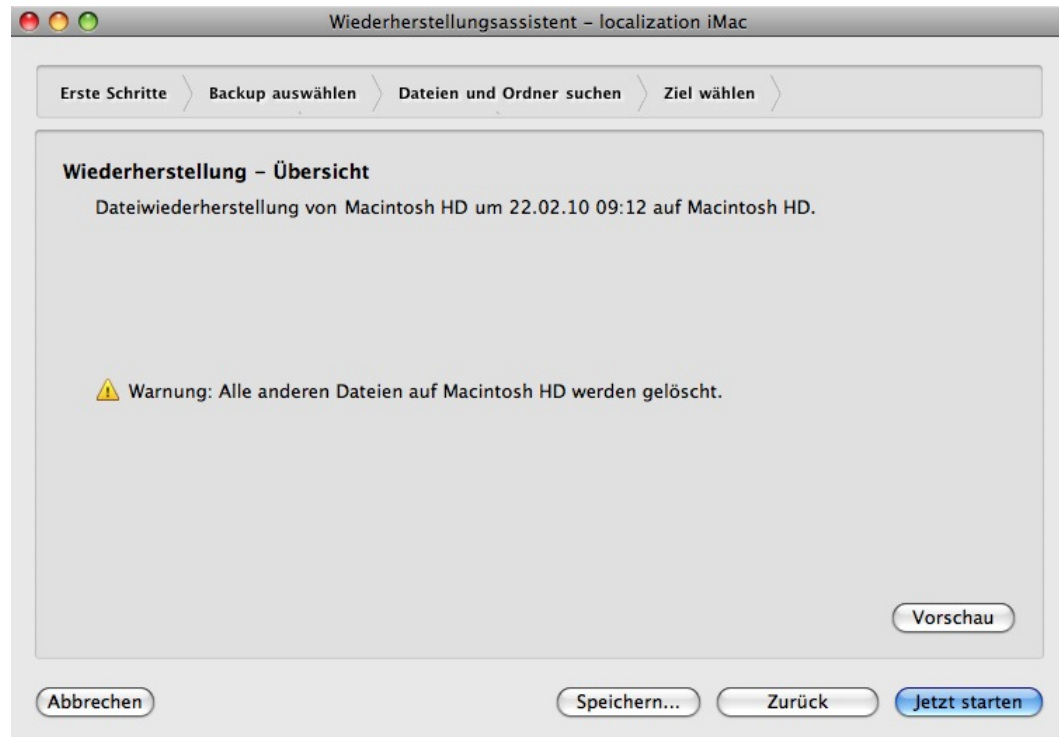 Wiederherstellungsassistent – localization iMac
Erste Schritte Backup auswählen Dateien und Ordner suchen Ziel wählen
Wiederherstellung – Übersicht
Dateiwiederherstellung von Macintosh HD um 22.02.10 09:12 auf Macintosh HD.
Warnung: Alle anderen Dateien auf Macintosh HD werden gelöscht.
Vorschau
Abbrechen Speichern... Zurück Jetzt starten